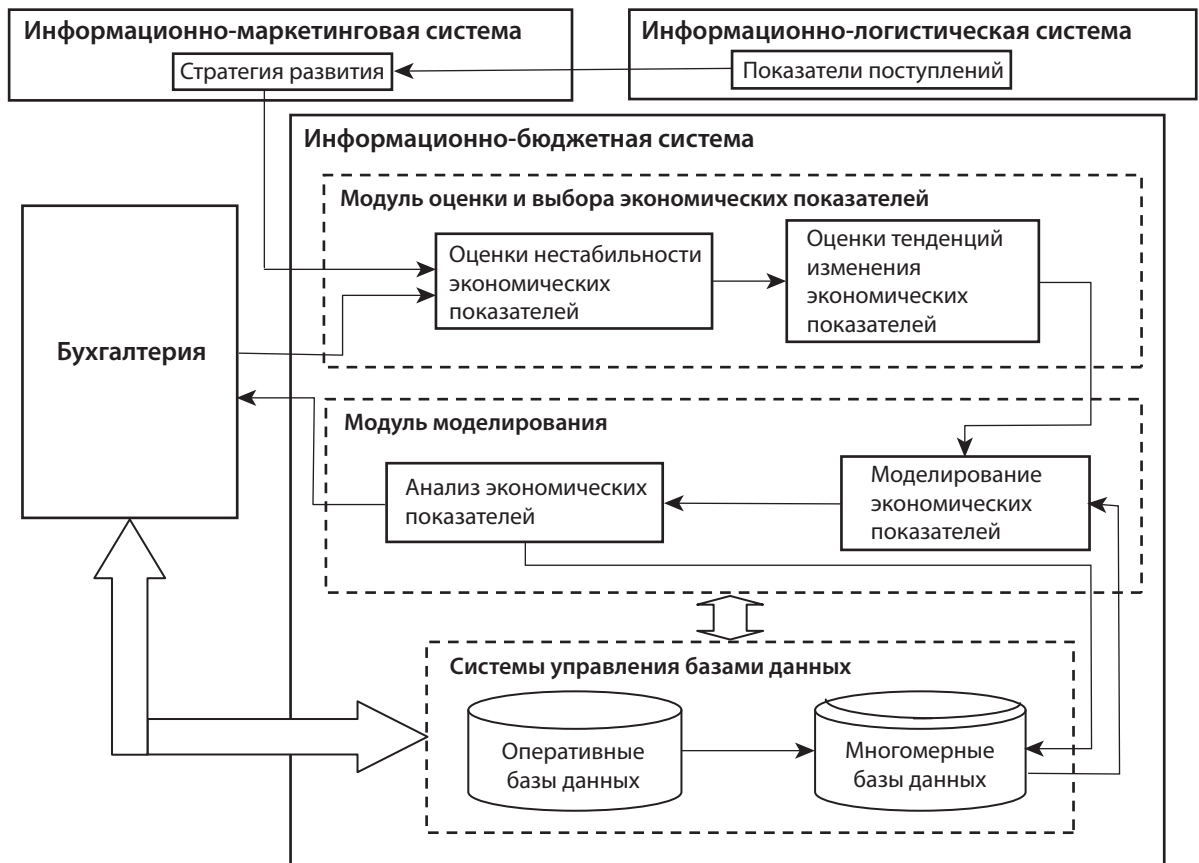 Информационно-маркетинговая система
Стратегия развития
Информационно-логистическая система
Показатели поступлений
Информационно-бюджетная система
Модуль оценки и выбора экономических показателей
Оценки нестабильности
экономических
показателей
Оценки тенденций
изменения
экономических
показателей
Бухгалтерия
Модуль моделирования
Анализ экономических
показателей
Моделирование
экономических
показателей
Системы управления базами данных
Оперативные
базы данных
Многомерные
базы данных